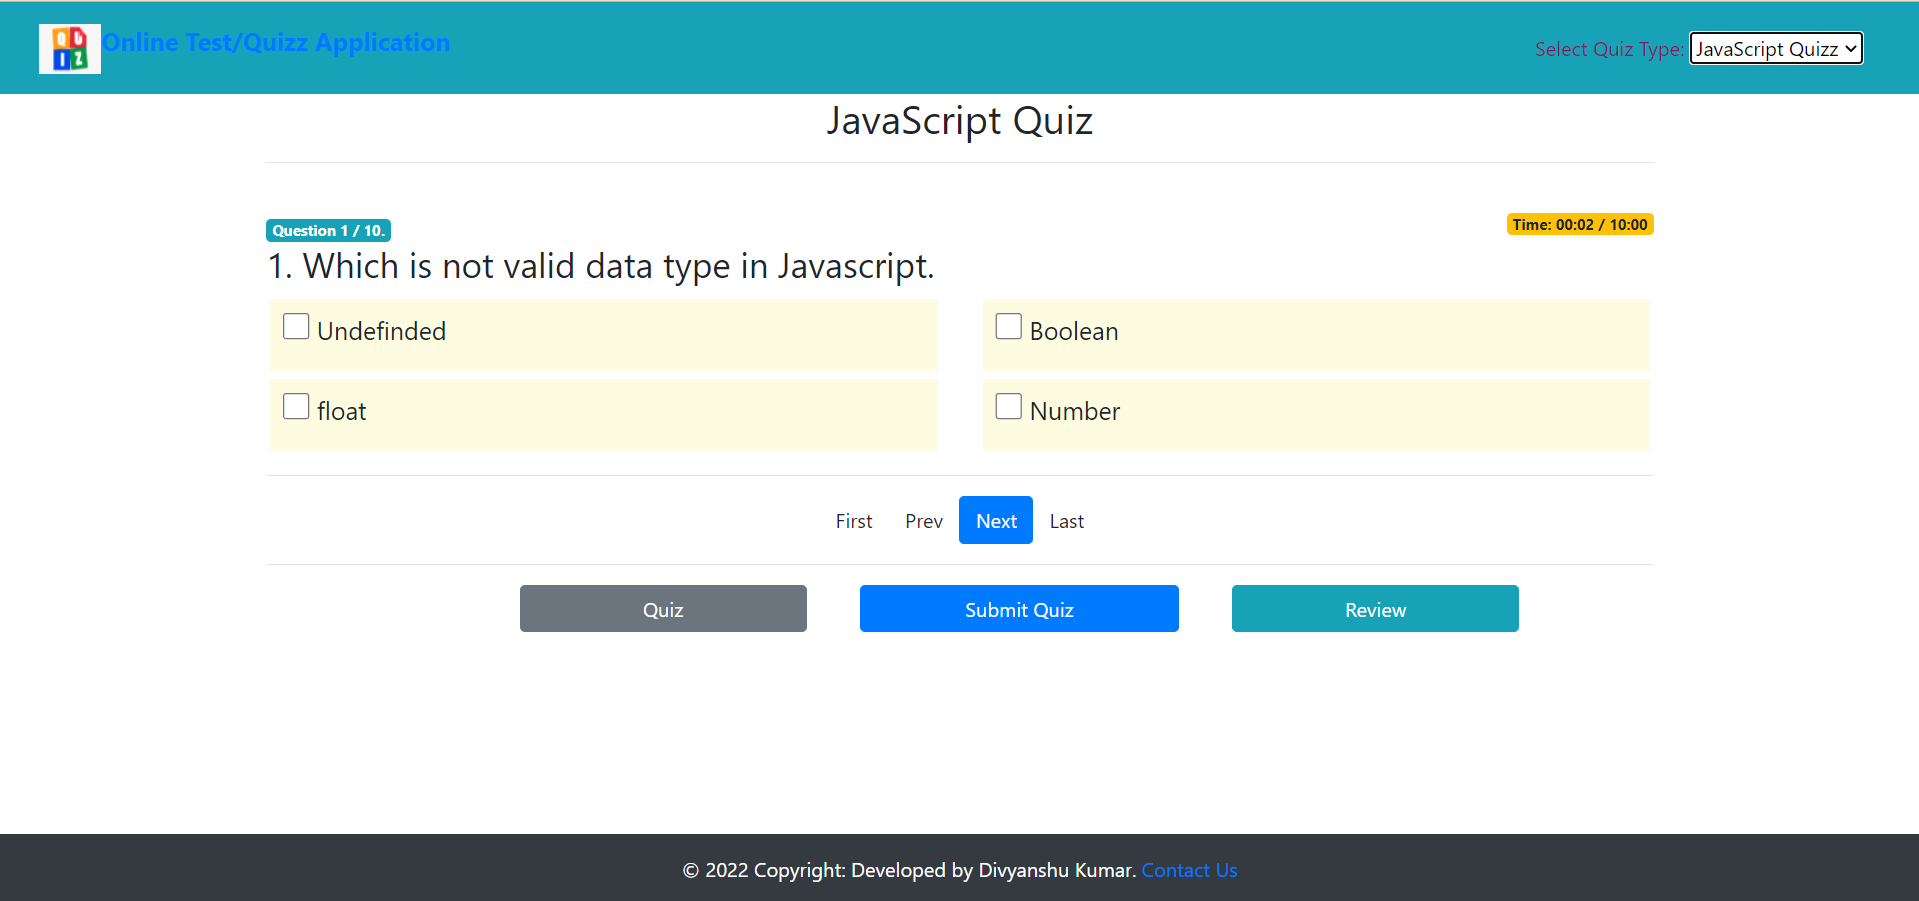 QUIZ
Online Test/Quizz Application
Select Quiz Type: JavaScript Quizz
JavaScript Quiz
Question 1 / 10.
Time: 00:02 / 10:00
1. Which is not valid data type in Javascript.
Undefinded
Boolean
float
Number
First Prev Next Last
Quiz Submit Quiz Review
© 2022 Copyright: Developed by Divyanshu Kumar. Contact Us